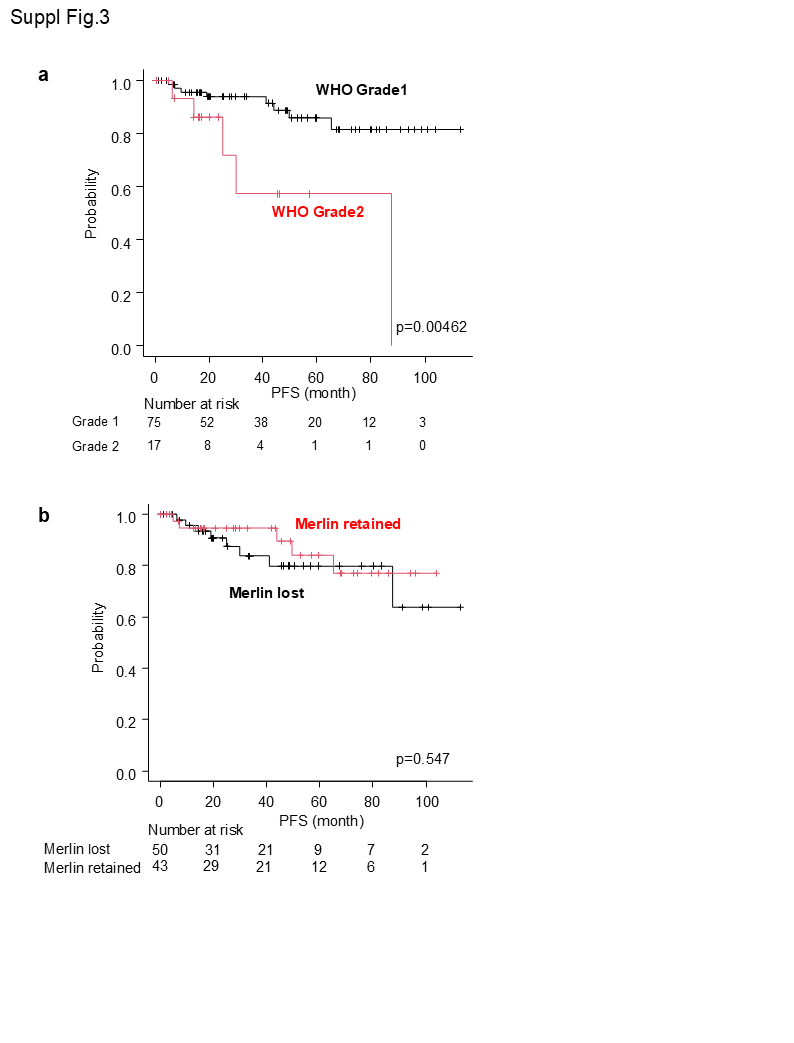 Suppl Fig.3
a
1.0
0.8
0.6
0.4
0.2
0.0
Probability
WHO Grade1
WHO Grade2
p=0.00462
0 20 40 60 80 100
PFS (month)
Number at risk
Grade 1 75 52 38 20 12 3
Grade 2 17 8 4 1 1 0
b
1.0
0.8
0.6
0.4
0.2
0.0
Probability
Merlin retained
Merlin lost
p=0.547
0 20 40 60 80 100
PFS (month)
Number at risk
Merlin lost 50 31 21 9 7 2
Merlin retained 43 29 21 12 6 1